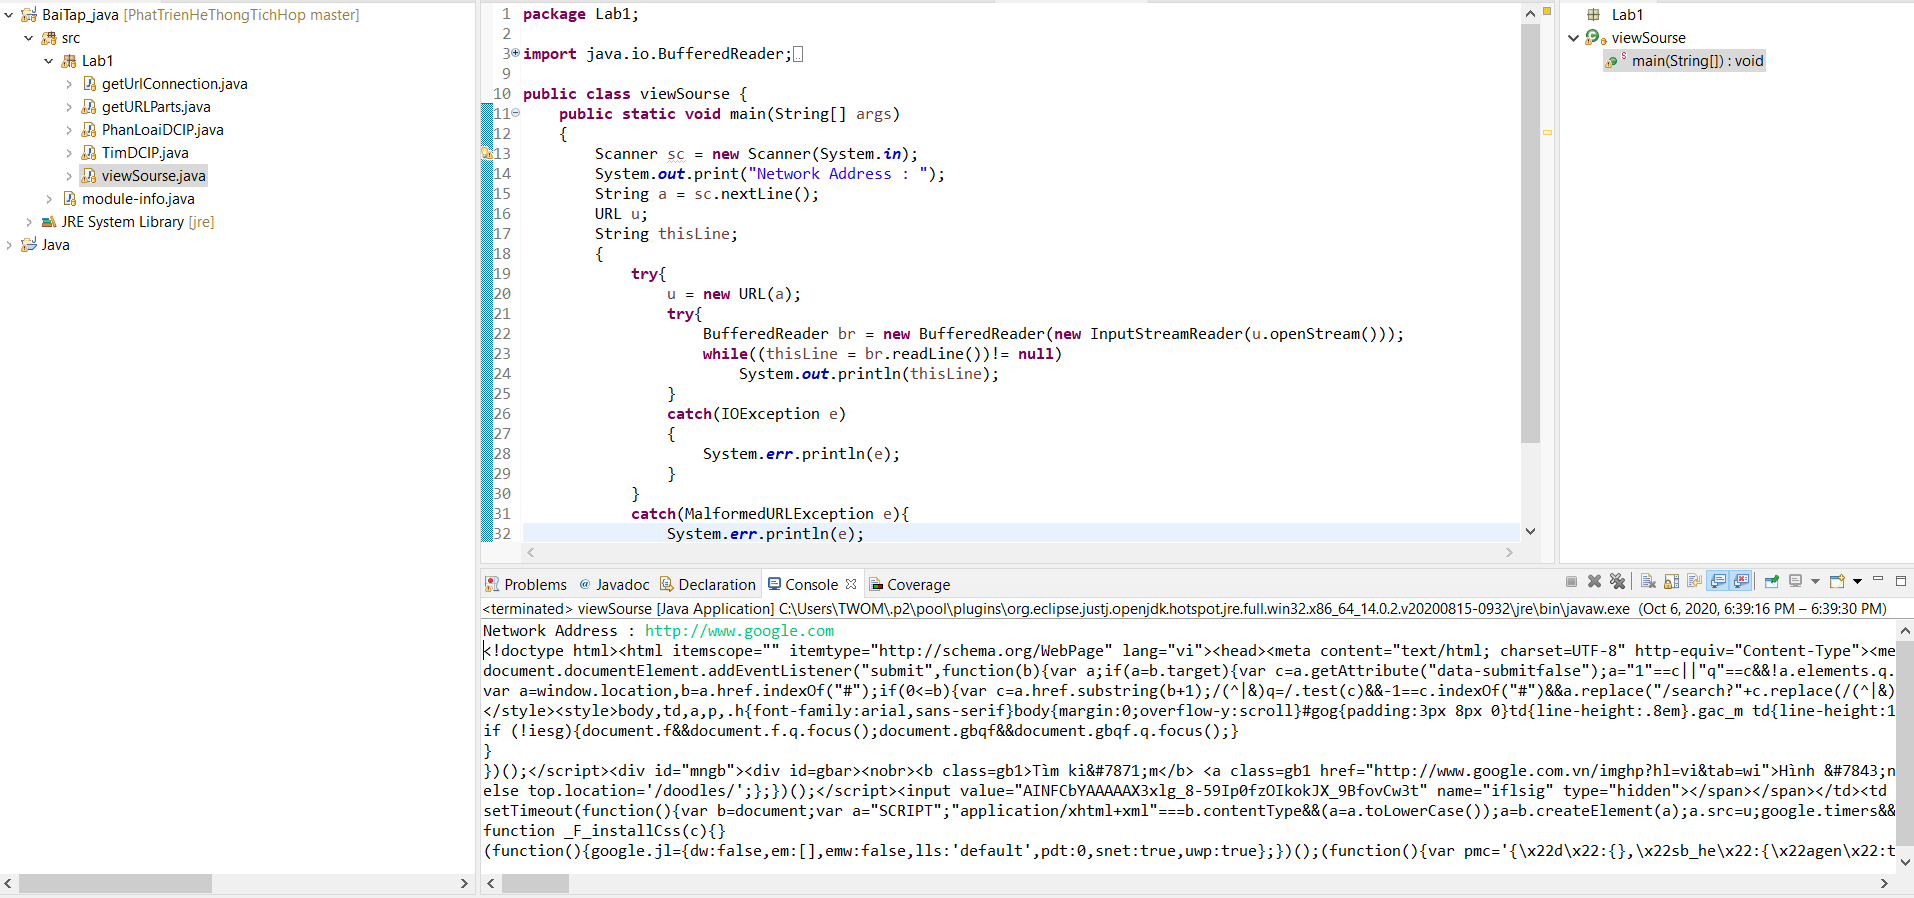 BaiTap_java [PhatTrienHeThongTichHop master]
src
Lab1
getUrlConnection.java
getURLParts.java
PhanLoaiDCIP.java
TimDCIP.java
viewSourse.java
module-info.java
JRE System Library [jre]
Java
1 package Lab1;
2
3 import java.io.BufferedReader;
9
10 public class viewSourse {
11 public static void main(String[] args)
12 {
13 Scanner sc = new Scanner(System.in);
14 System.out.print("Network Address : ");
15 String a = sc.nextLine();
16 URL u;
17 String thisLine;
18 {
19 try{
20 u = new URL(a);
21 try{
22 BufferedReader br = new BufferedReader(new InputStreamReader(u.openStream()));
23 while((thisLine = br.readLine())!= null)
24 System.out.println(thisLine);
25 }
26 catch(IOException e)
27 {
28 System.err.println(e);
29 }
30 }
31 catch(MalformedURLException e){
32 System.err.println(e);
Lab1
viewSourse
main(String[]) : void
Problems @ Javadoc Declaration Console Coverage
<terminated> viewSourse [Java Application] C:\Users\TWOM\.p2\pool\plugins\org.eclipse.justj.openjdk.hotspot.jre.full.win32.x86_64_14.0.2.v20200815-0932\jre\bin\javaw.exe (Oct 6, 2020, 6:39:16 PM – 6:39:30 PM)
Network Address : http://www.google.com
<!doctype html><html itemscope="" itemtype="http://schema.org/WebPage" lang="vi"><head><meta content="text/html; charset=UTF-8" http-equiv="Content-Type"><me
document.documentElement.addEventListener("submit",function(b){var a;if(a=b.target){var c=a.getAttribute("data-submitfalse");a="1"==c||"q"==c&&!a.elements.q.
var a=window.location,b=a.href.indexOf("#");if(0<=b){var c=a.href.substring(b+1);/(^|&)q=/.test(c)&&-1==c.indexOf("#")&&a.replace("/search?"+c.replace(/(^|&)
</style><style>body,td,a,p,.h{font-family:arial,sans-serif}body{margin:0;overflow-y:scroll}#gog{padding:3px 8px 0}td{line-height:.8em}.gac_m td{line-height:1
if (!iesg){document.f&&document.f.q.focus();document.gbqf&&document.gbqf.q.focus();}
}
})();</script><div id="mngb"><div id=gbar><nobr><b class=gb1>Tìm ki&#7871;m</b> <a class=gb1 href="http://www.google.com.vn/imghp?hl=vi&tab=wi">Hình &#7843;n
else top.location='/doodles/';};})();</script><input value="AINFCbYAAAAAX3xlg_8-59Ip0fzOIkokJX_9BfovCw3t" name="iflsig" type="hidden"></span></span></td><td
setTimeout(function(){var b=document;var a="SCRIPT";"application/xhtml+xml"===b.contentType&&(a=a.toLowerCase());a=b.createElement(a);a.src=u;google.timers&&
function _F_installCss(c){}
(function(){google.jl={dw:false,em:[],emw:false,lls:'default',pdt:0,snet:true,uwp:true};})();(function(){var pmc='{\x22d\x22:{},\x22sb_he\x22:{\x22agen\x22:t